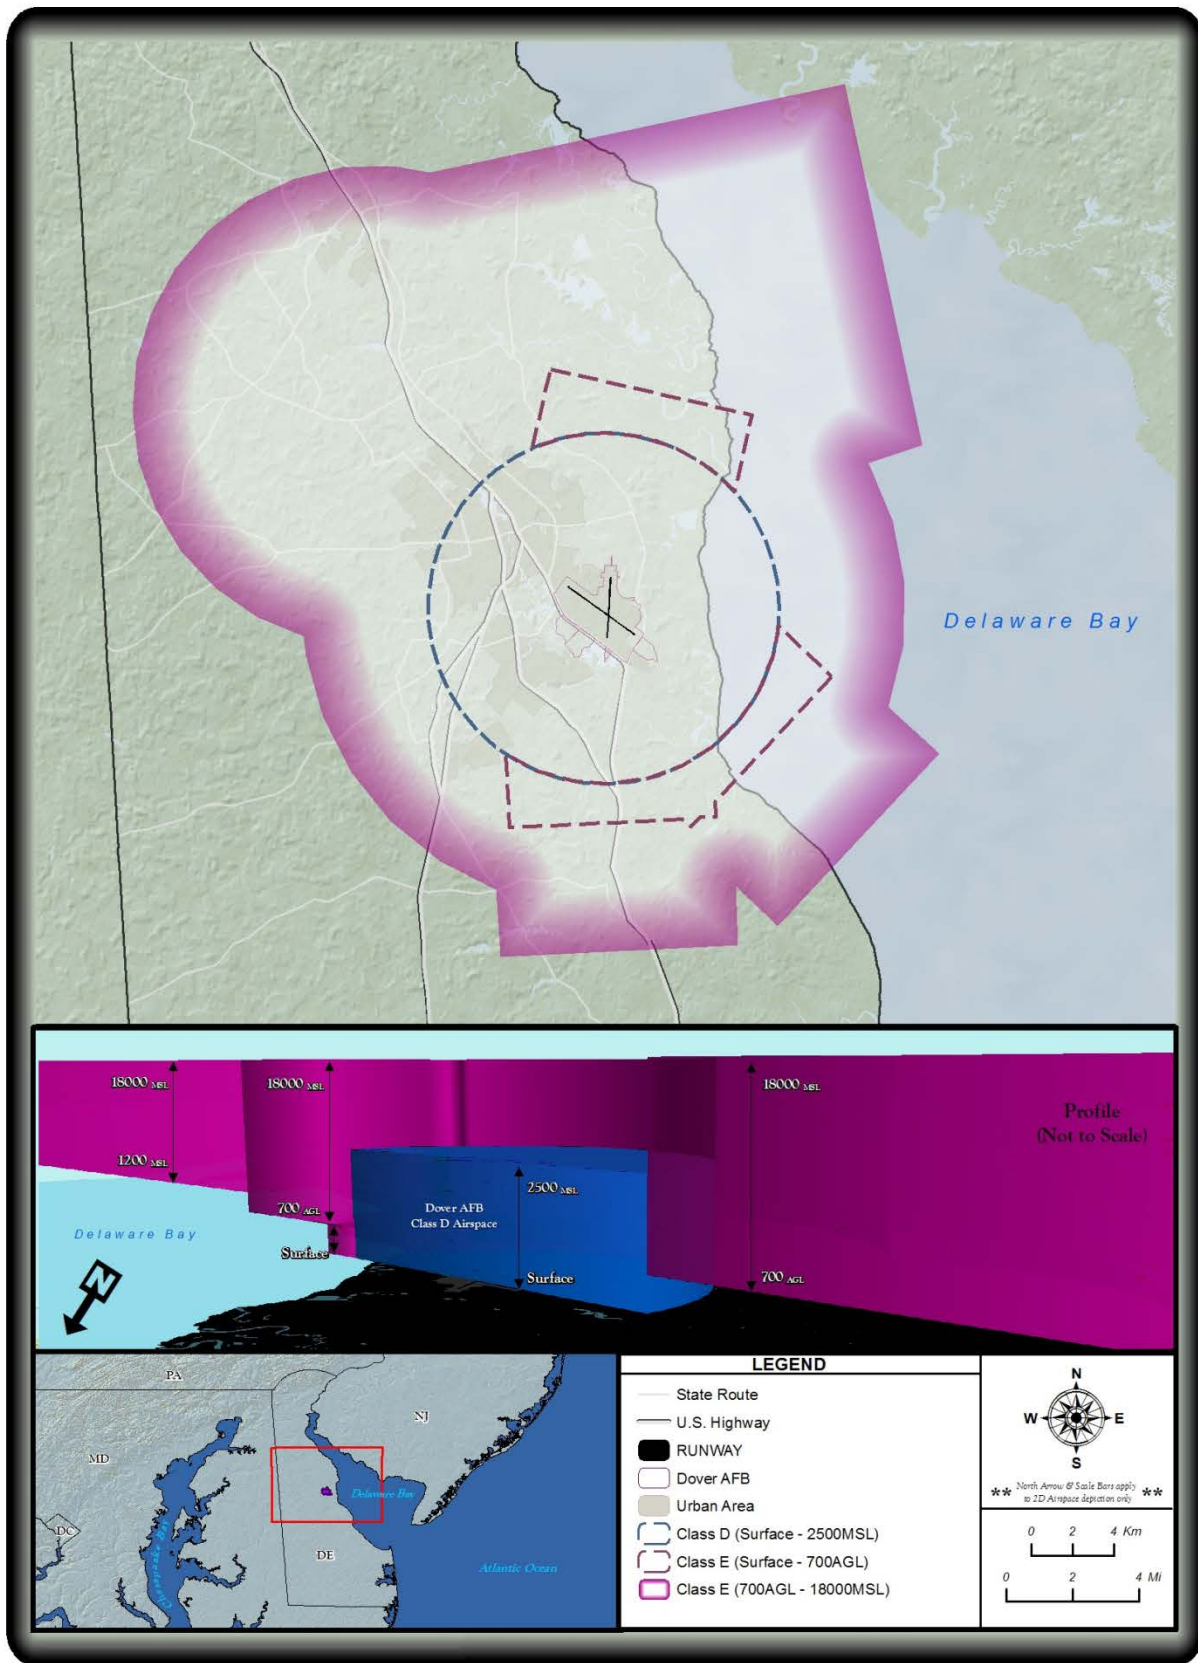 Delaware Bay
18000 MSL
18000 MSL
18000 MSL
Profile
(Not to Scale)
1200 MSL
2500 MSL
700 AGL
Dover AFB
Class D Airspace
Delaware Bay
Surface
Surface
700 AGL
N
PA
NJ
MD
Delaware Bay
DC
Chesapeake Bay
DE
Atlantic Ocean
LEGEND
State Route
U.S. Highway
RUNWAY
Dover AFB
Urban Area
Class D (Surface - 2500MSL)
Class E (Surface - 700AGL)
Class E (700AGL - 18000MSL)
N
W E
S
** North Arrow & Scale Bars apply **
to 2D Airspace depiction only
0 2 4 Km
0 2 4 Mi